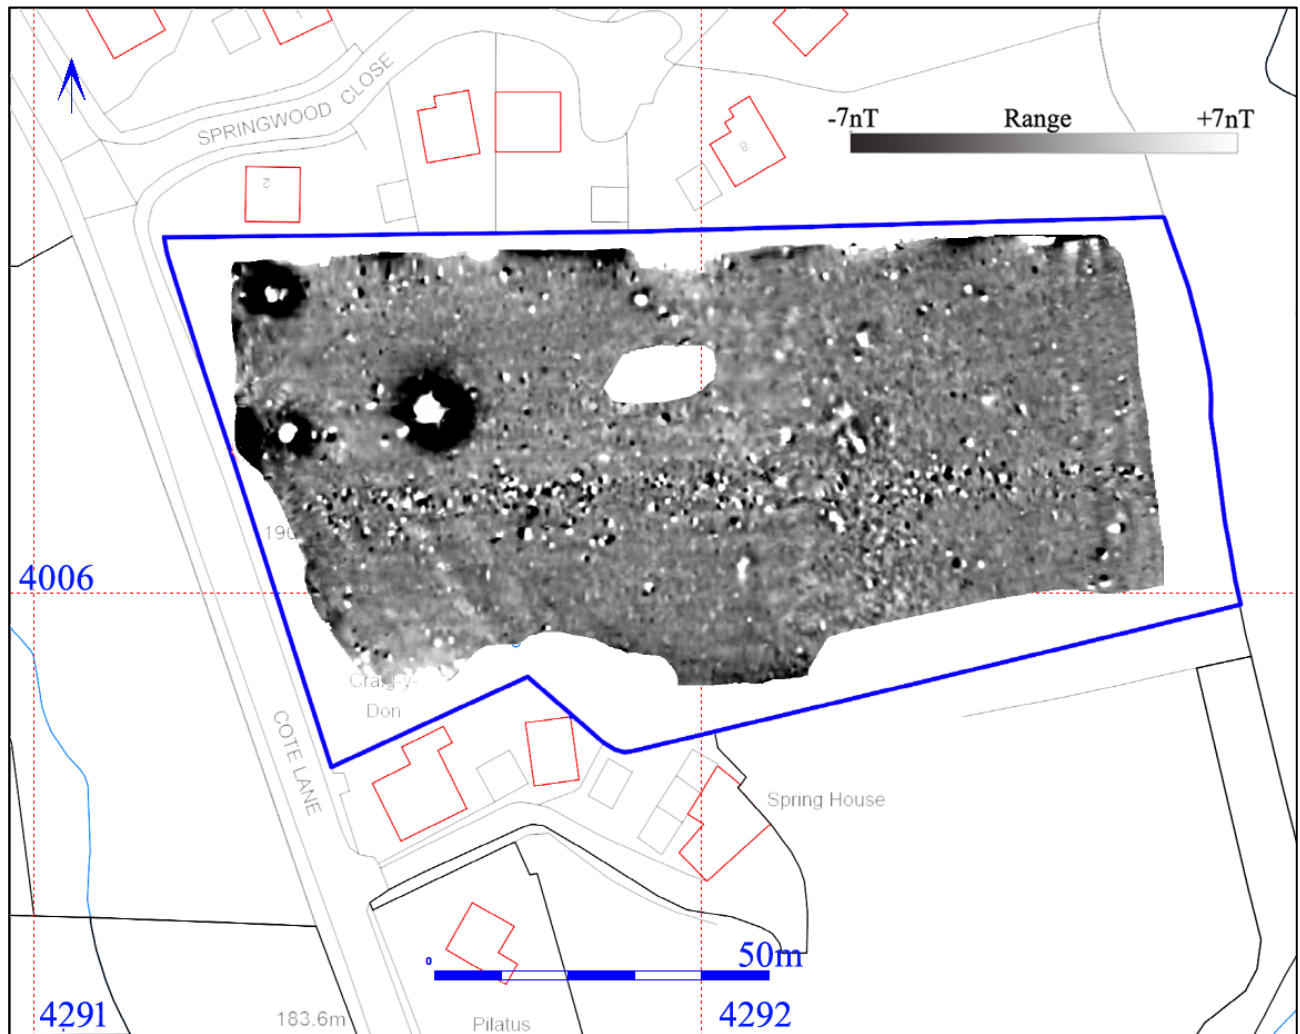 SPRINGWOOD CLOSE
-7nT Range +7nT
2
8
190
4006
Craig-y-
Don
COTE LANE
Spring House
0 50m
4291
183.6m
Pilatus
4292